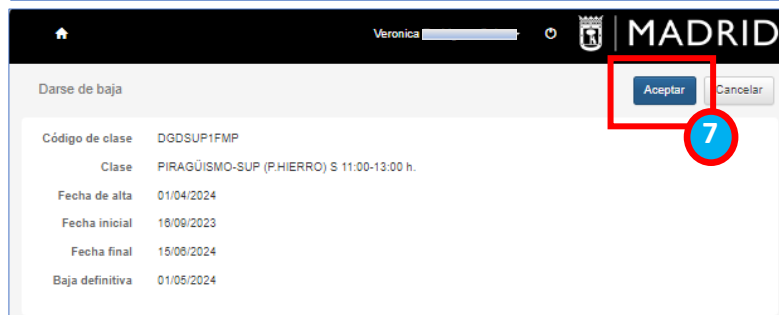 Veronica
MADRID
Darse de baja
Aceptar
Cancelar
7
Código de clase DGDSUP1FMP
Clase PIRAGÜISMO-SUP (P.HIERRO) S 11:00-13:00 h.
Fecha de alta 01/04/2024
Fecha inicial 16/09/2023
Fecha final 15/06/2024
Baja definitiva 01/05/2024